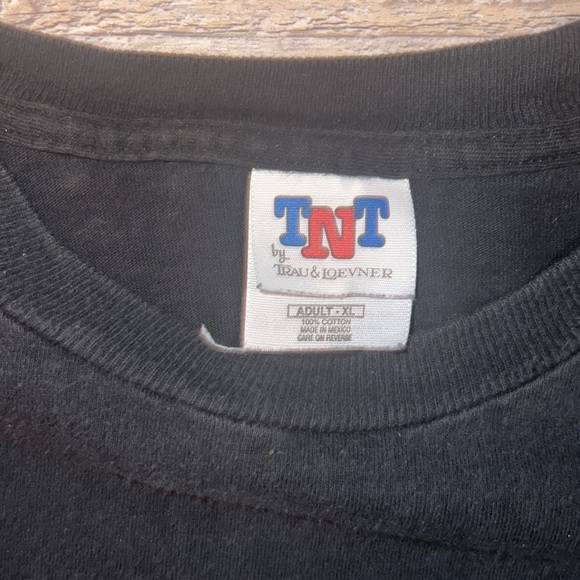 TNT
by
TRAU & LOEVNER
ADULT - XL
100% COTTON
MADE IN MEXICO
CARE ON REVERSE